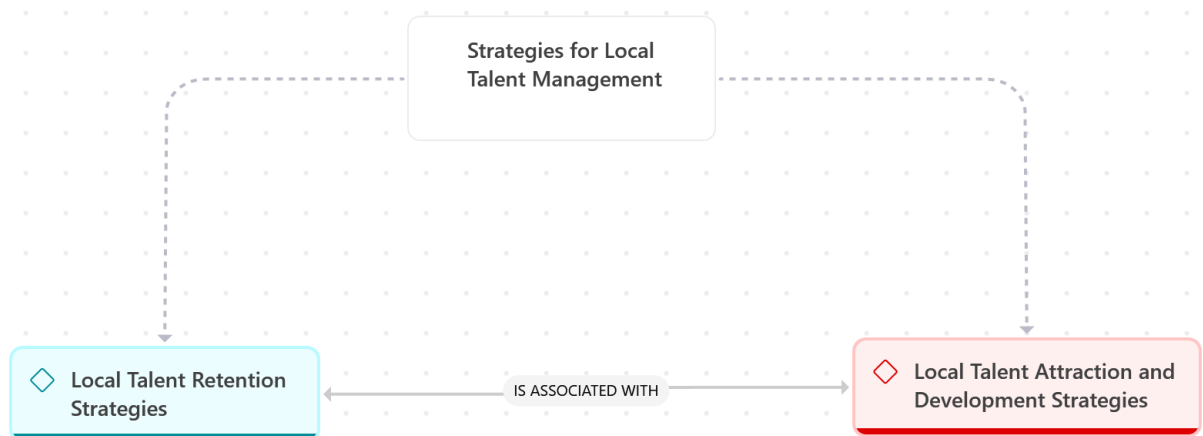 Strategies for Local
Talent Management
Local Talent Retention
Strategies
IS ASSOCIATED WITH
Local Talent Attraction and
Development Strategies